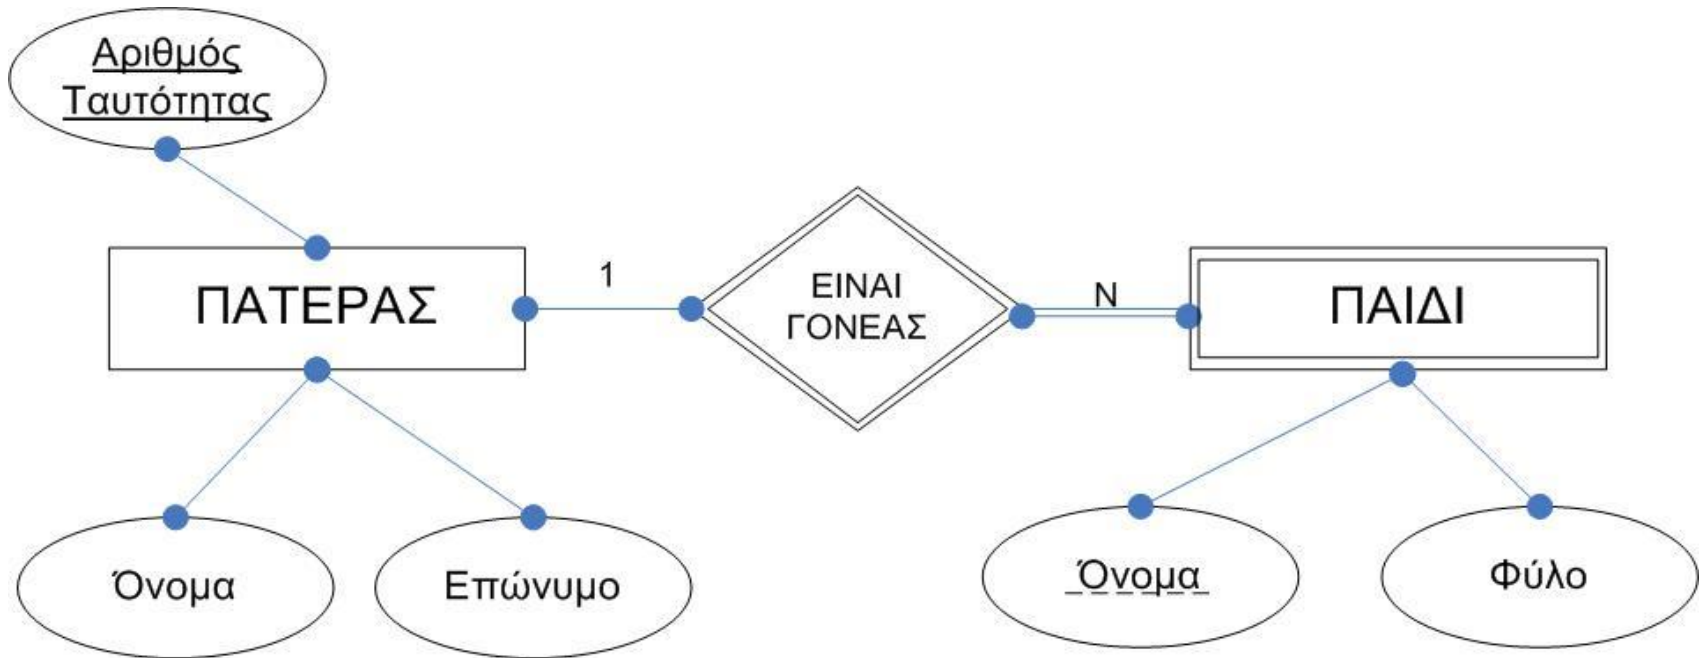 Αριθμός
Ταυτότητας
ΠΑΤΕΡΑΣ
1
ΕΙΝΑΙ
ΓΟΝΕΑΣ
N
ΠΑΙΔΙ
Όνομα
Επώνυμο
Όνομα
Φύλο